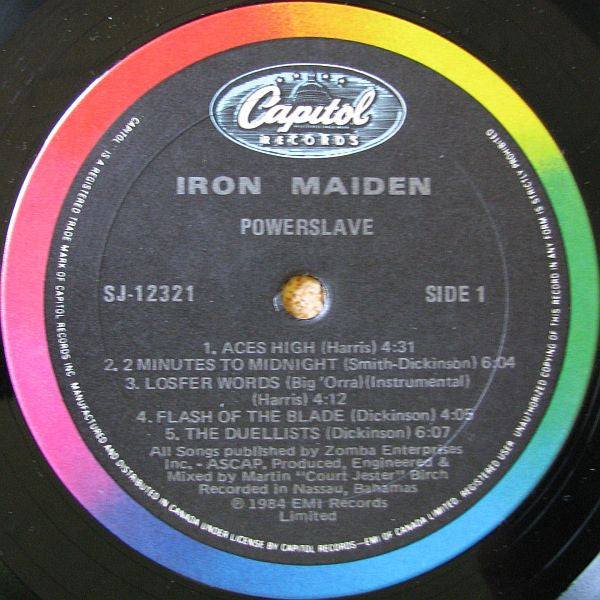 Capitol
RECORDS
IRON MAIDEN
POWERSLAVE
SJ-12321
SIDE 1
1. ACES HIGH (Harris) 4:31
2. 2 MINUTES TO MIDNIGHT (Smith-Dickinson) 6:04
3. LOSFER WORDS (Big 'Orra)(Instrumental)
(Harris) 4:12
4. FLASH OF THE BLADE (Dickinson) 4:05
5. THE DUELLISTS (Dickinson) 6:07
All Songs published by Zomba Enterprises
Inc. - ASCAP. Produced, Engineered &
Mixed by Martin "Court Jester" Birch
Recorded in Nassau, Bahamas
© 1984 EMI Records
Limited
CAPITOL · IS A REGISTERED TRADE MARK OF CAPITOL RECORDS INC. MANUFACTURED AND DISTRIBUTED IN CANADA UNDER LICENSE BY CAPITOL RECORDS—EMI OF CANADA LIMITED. REGISTERED USER. UNAUTHORIZED COPYING OF THIS RECORD IN ANY FORM IS STRICTLY PROHIBITED